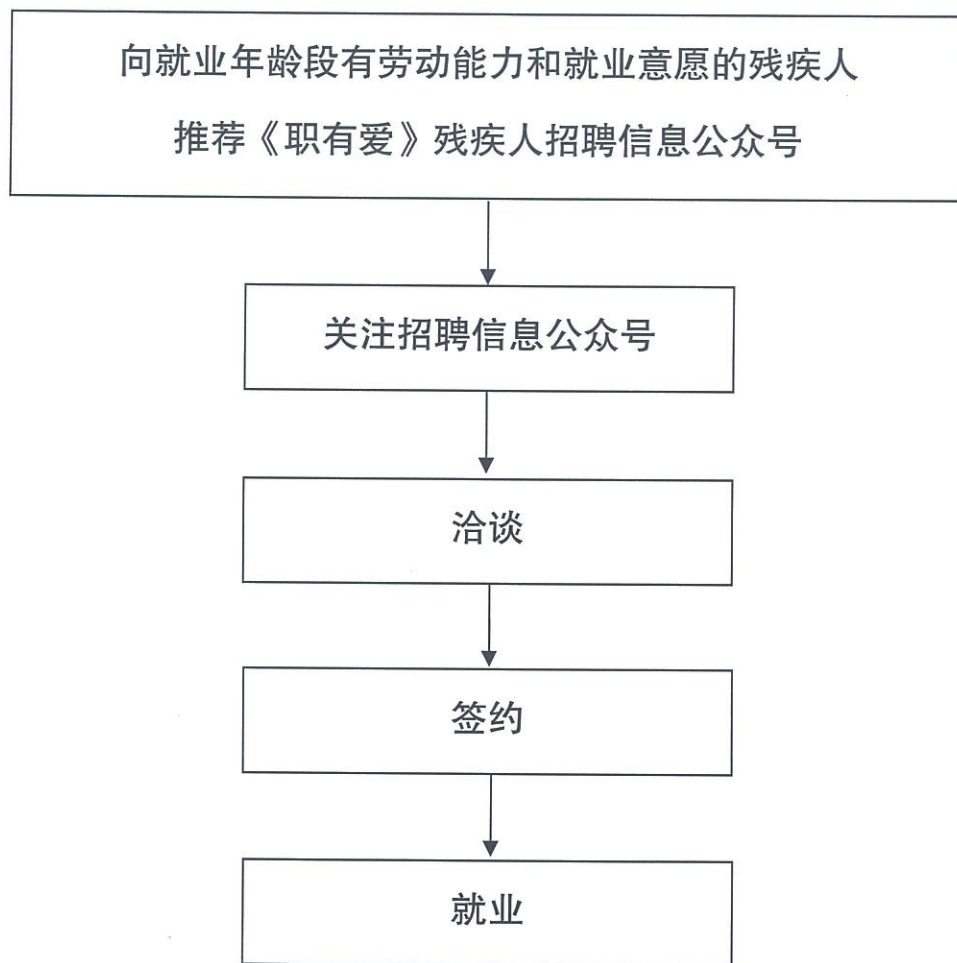 向就业年龄段有劳动能力和就业意愿的残疾人
推荐《职有爱》残疾人招聘信息公众号
关注招聘信息公众号
洽谈
签约
就业